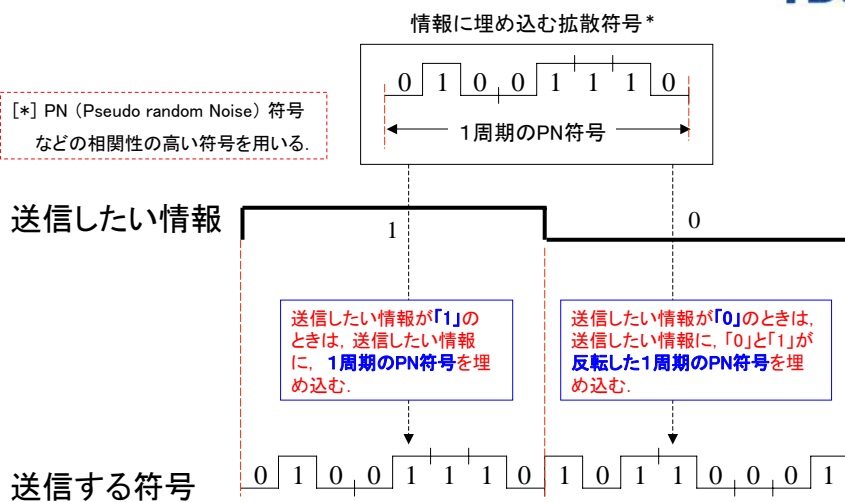 情報に埋め込む拡散符号*
0 1 0 0 1 1 1 0
1周期のPN符号
[*] PN (Pseudo random Noise) 符号
などの相関性の高い符号を用いる.
送信したい情報
1
0
送信したい情報が「1」の
ときは, 送信したい情報
に, 1周期のPN符号を埋
め込む.
送信したい情報が「0」のときは,
送信したい情報に, 「0」と「1」が
反転した1周期のPN符号を埋
め込む.
送信する符号
0 1 0 0 1 1 1 0 1 0 1 1 0 0 0 1